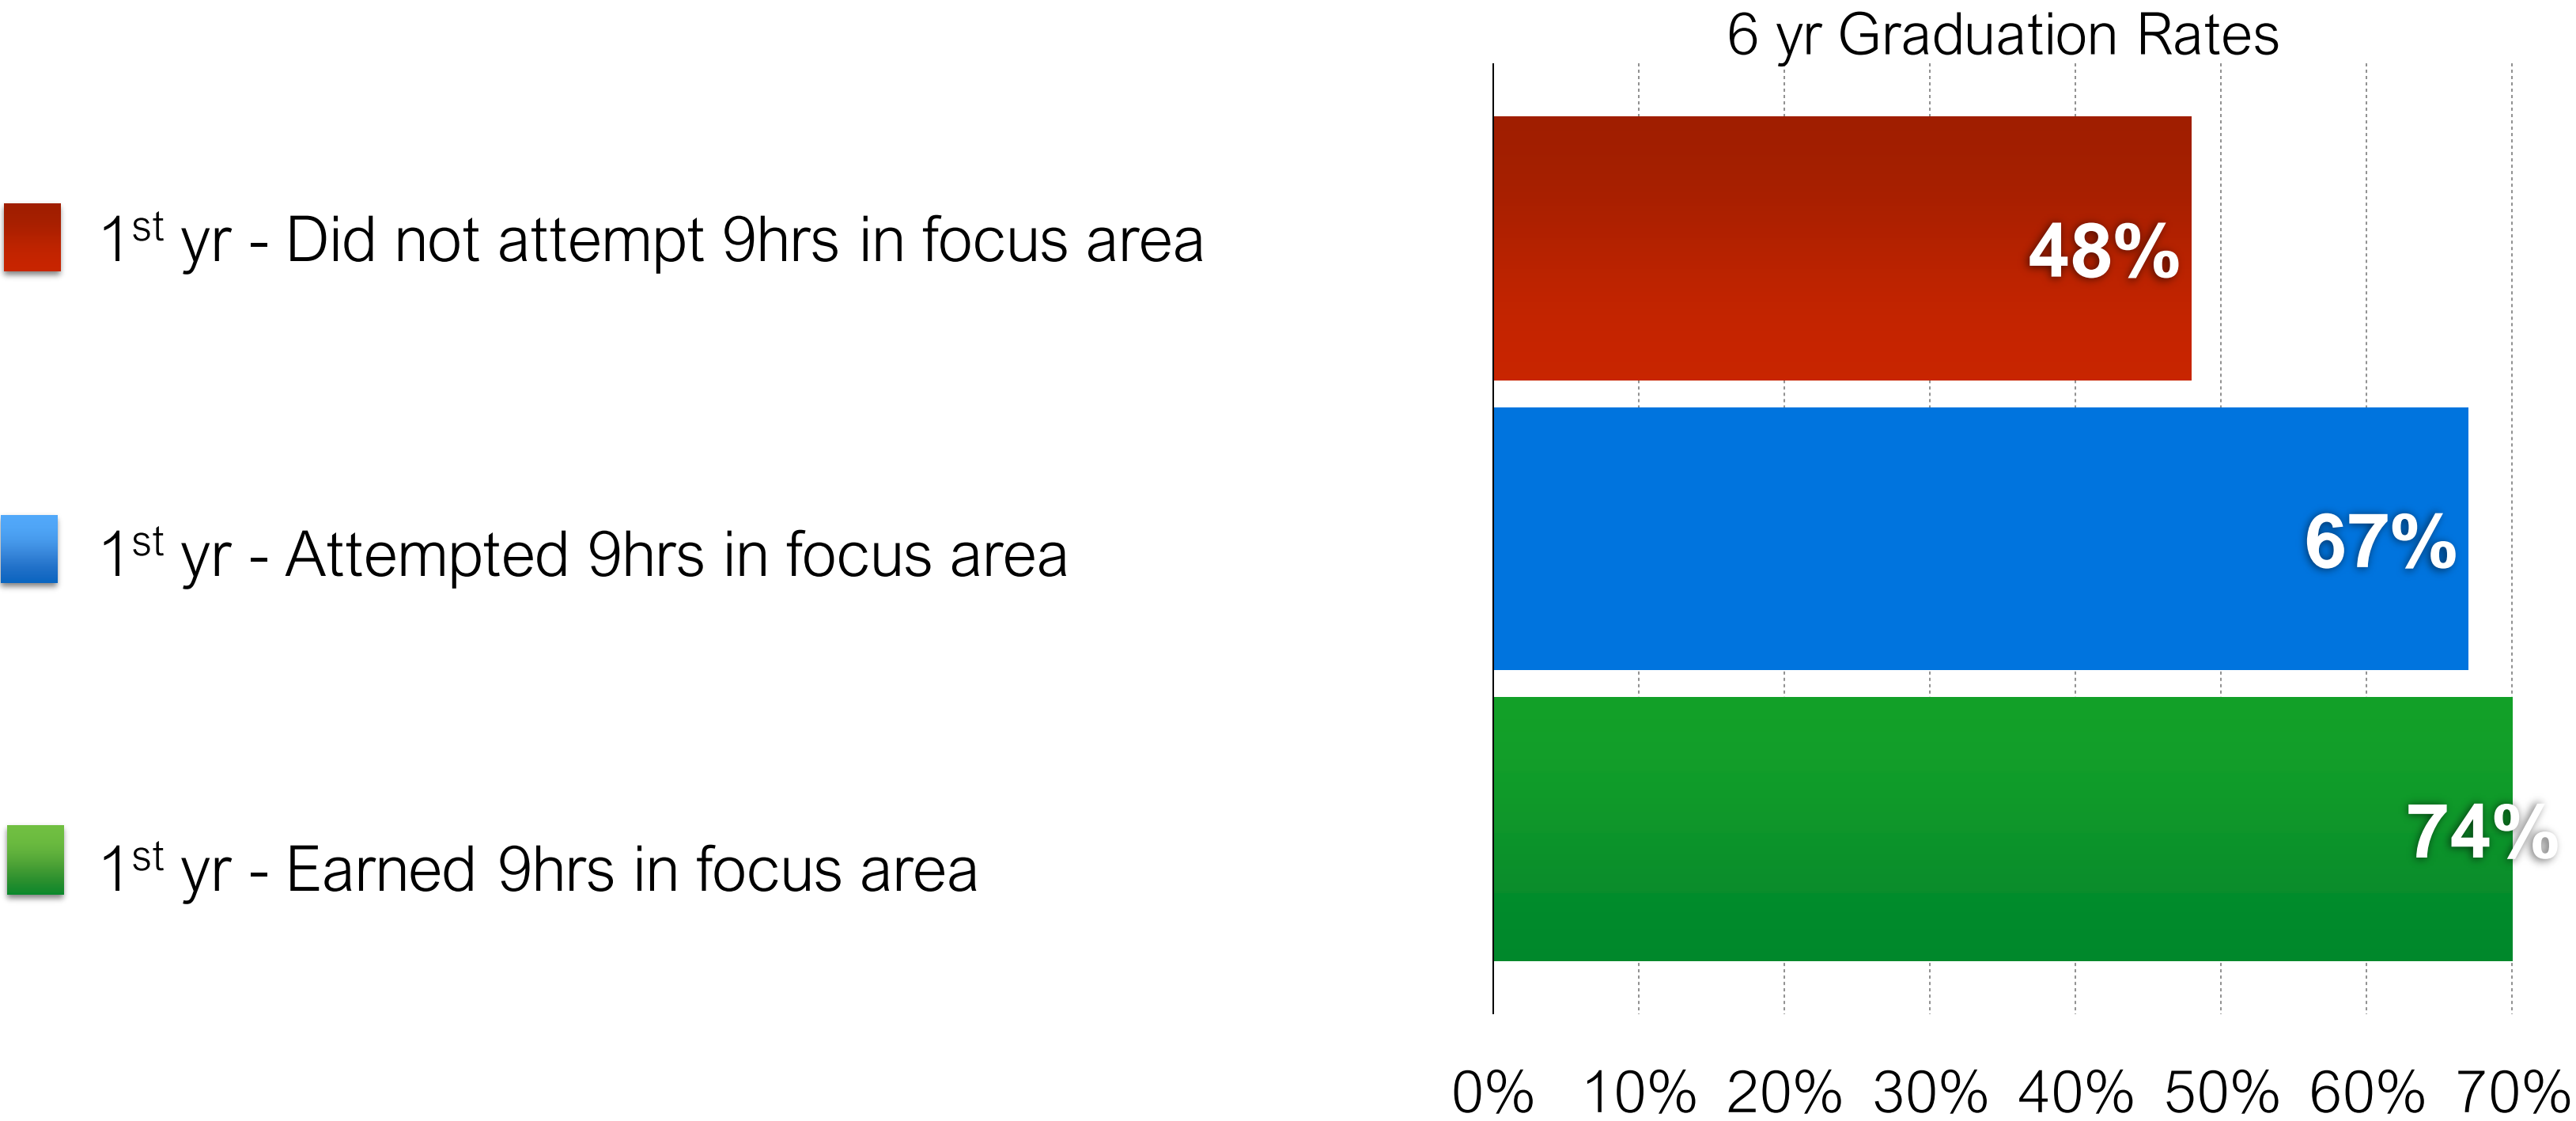 6 yr Graduation Rates
1st yr - Did not attempt 9hrs in focus area
48%
1st yr - Attempted 9hrs in focus area
67%
1st yr - Earned 9hrs in focus area
74%
0% 10% 20% 30% 40% 50% 60% 70%